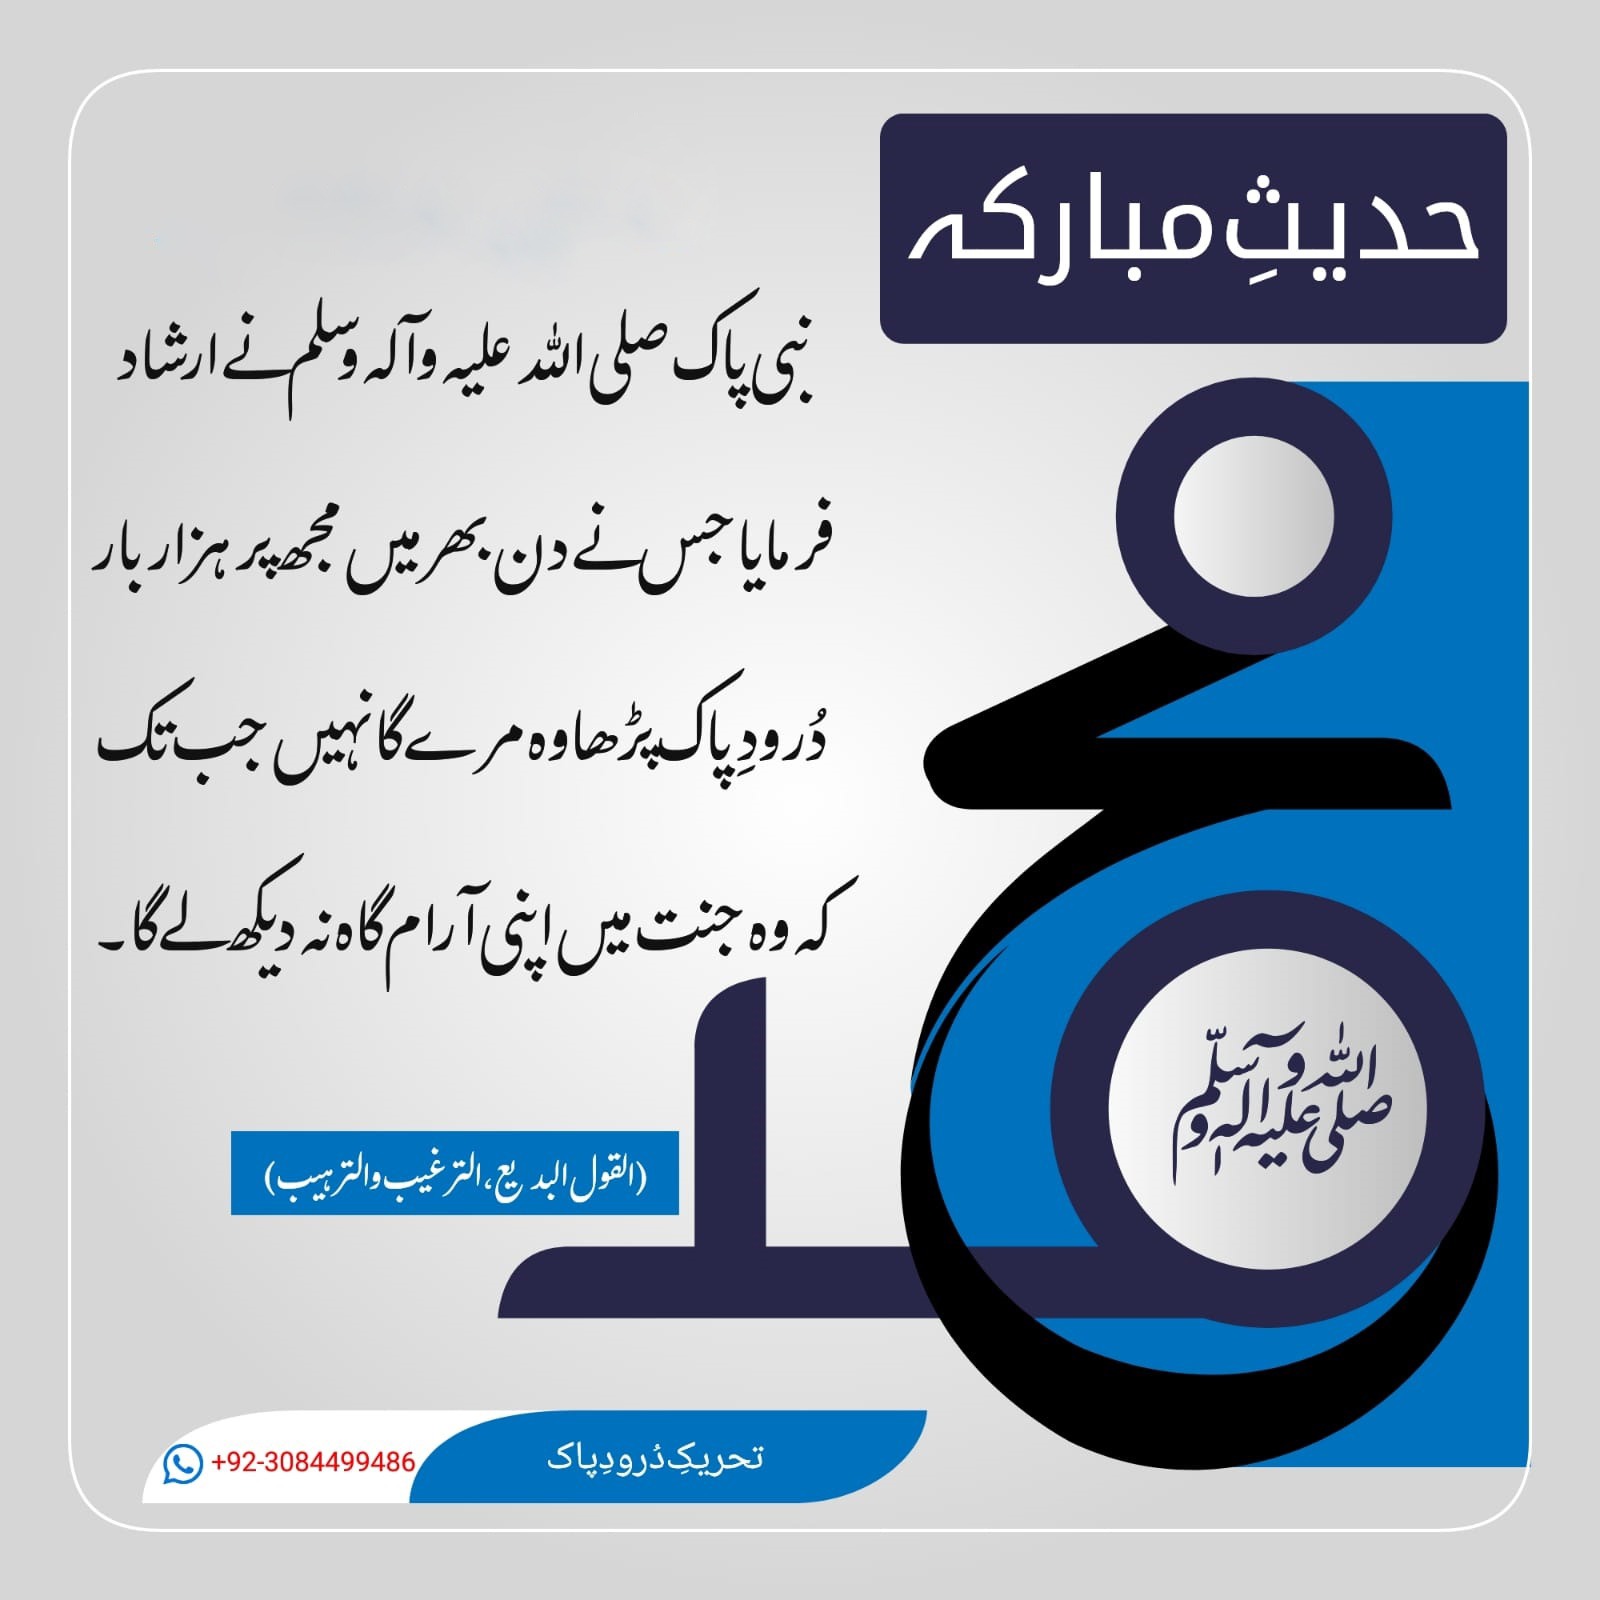 حدیثِ مبارکہ
نبی پاک صلی اللہ علیہ وآلہ وسلم نے ارشاد
فرمایا جس نے دن بھر میں مجھ پر ہزار بار
دُرودِ پاک پڑھا وہ مرے گا نہیں جب تک
کہ وہ جنت میں اپنی آرام گاہ نہ دیکھ لے گا۔
محمد
صلی اللہ علیہ وآلہ وسلم
(القول البدیع، الترغیب والترہیب)
تحریکِ دُرودِ پاک
+92-3084499486